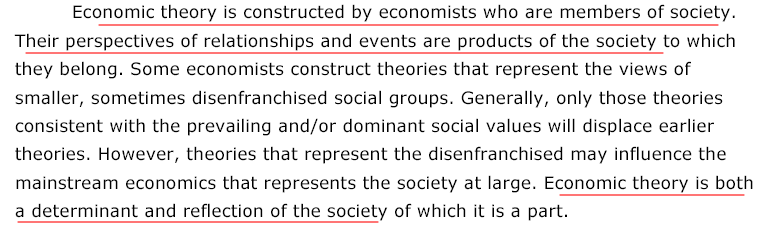 Economic theory is constructed by economists who are members of society.
Their perspectives of relationships and events are products of the society to which
they belong. Some economists construct theories that represent the views of
smaller, sometimes disenfranchised social groups. Generally, only those theories
consistent with the prevailing and/or dominant social values will displace earlier
theories. However, theories that represent the disenfranchised may influence the
mainstream economics that represents the society at large. Economic theory is both
a determinant and reflection of the society of which it is a part.